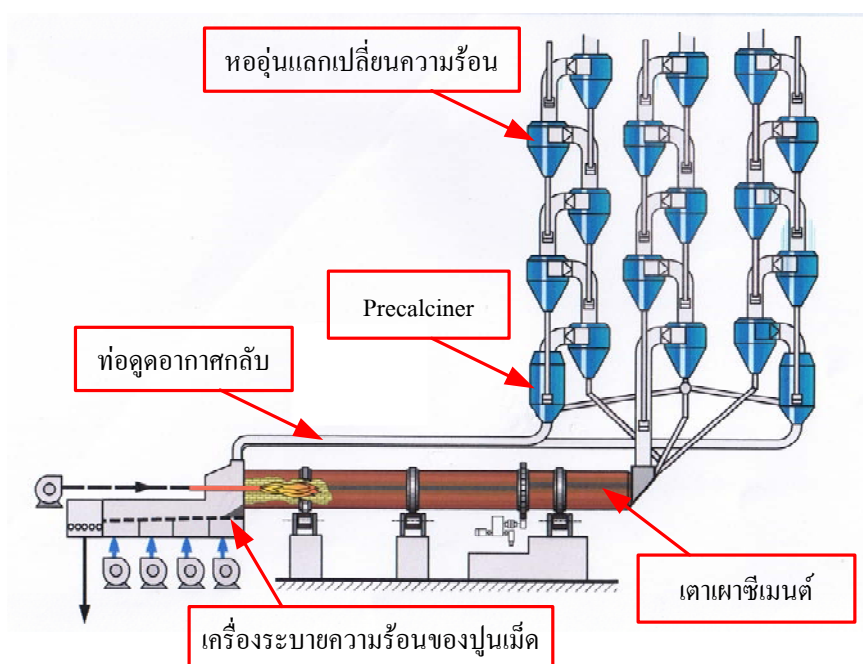 หออุ่นแลกเปลี่ยนความร้อน
Precalciner
ท่อดูดอากาศกลับ
เตาเผาซีเมนต์
เครื่องระบายความร้อนของปูนเม็ด